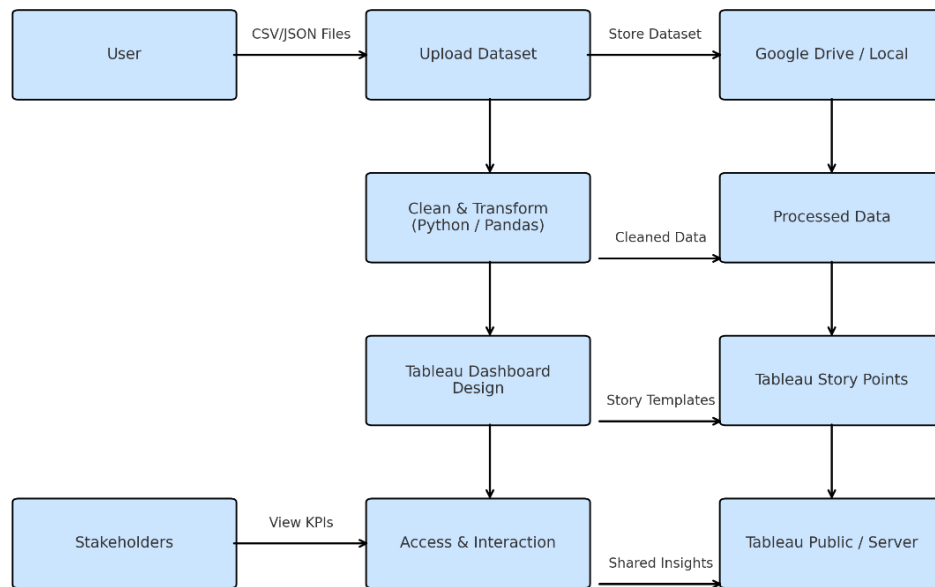 User
CSV/JSON Files
Upload Dataset
Store Dataset
Google Drive / Local
Clean & Transform
(Python / Pandas)
Cleaned Data
Processed Data
Tableau Dashboard
Design
Story Templates
Tableau Story Points
Stakeholders
View KPIs
Access & Interaction
Shared Insights
Tableau Public / Server